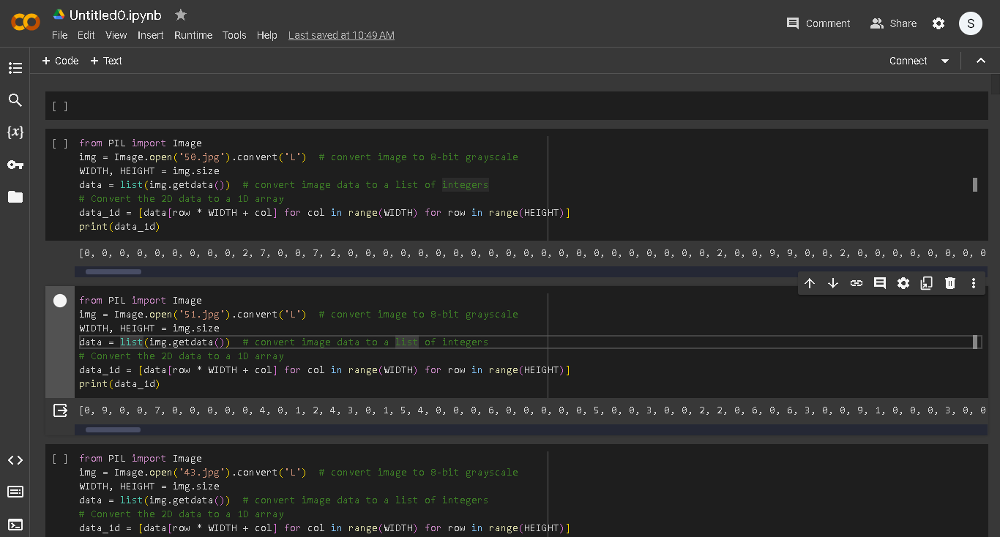 Untitled0.ipynb
File Edit View Insert Runtime Tools Help Last saved at 10:49 AM
Comment Share S
+ Code + Text
Connect
{x}
[ ]
[ ] from PIL import Image
img = Image.open('50.jpg').convert('L')  # convert image to 8-bit grayscale
WIDTH, HEIGHT = img.size
data = list(img.getdata())  # convert image data to a list of integers
# Convert the 2D data to a 1D array
data_1d = [data[row * WIDTH + col] for col in range(WIDTH) for row in range(HEIGHT)]
print(data_1d)
[0, 0, 0, 0, 0, 0, 0, 0, 0, 2, 7, 0, 0, 7, 2, 0, 0, 0, 0, 0, 0, 0, 0, 0, 0, 0, 0, 0, 0, 0, 0, 0, 0, 0, 0, 0, 2, 0, 0, 9, 9, 0, 0, 2, 0, 0, 0, 0, 0, 0, 0, 0
from PIL import Image
img = Image.open('51.jpg').convert('L')  # convert image to 8-bit grayscale
WIDTH, HEIGHT = img.size
data = list(img.getdata())  # convert image data to a list of integers
# Convert the 2D data to a 1D array
data_1d = [data[row * WIDTH + col] for col in range(WIDTH) for row in range(HEIGHT)]
print(data_1d)
[0, 9, 0, 0, 7, 0, 0, 0, 0, 0, 4, 0, 1, 2, 4, 3, 0, 1, 5, 4, 0, 0, 0, 6, 0, 0, 0, 0, 0, 5, 0, 0, 3, 0, 0, 2, 2, 0, 6, 0, 6, 3, 0, 0, 9, 1, 0, 0, 0, 3, 0, 0
[ ] from PIL import Image
img = Image.open('43.jpg').convert('L')  # convert image to 8-bit grayscale
WIDTH, HEIGHT = img.size
data = list(img.getdata())  # convert image data to a list of integers
# Convert the 2D data to a 1D array
data_1d = [data[row * WIDTH + col] for col in range(WIDTH) for row in range(HEIGHT)]